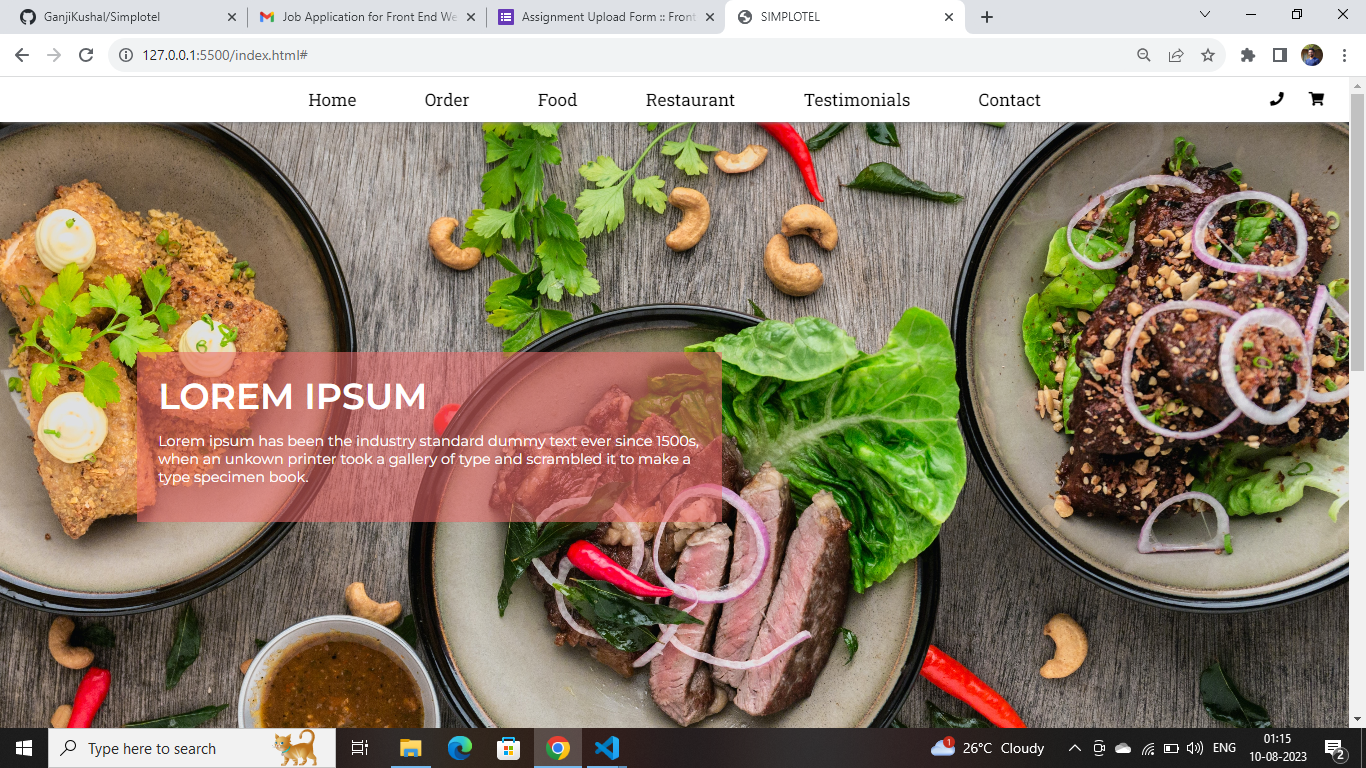 GanjiKushal/Simplotel
Job Application for Front End We
Assignment Upload Form :: Front
SIMPLOTEL
127.0.0.1:5500/index.html#
Home Order Food Restaurant Testimonials Contact
LOREM IPSUM
Lorem ipsum has been the industry standard dummy text ever since 1500s,
when an unkown printer took a gallery of type and scrambled it to make a
type specimen book.
Type here to search
1
26°C Cloudy
ENG
01:15
10-08-2023
2